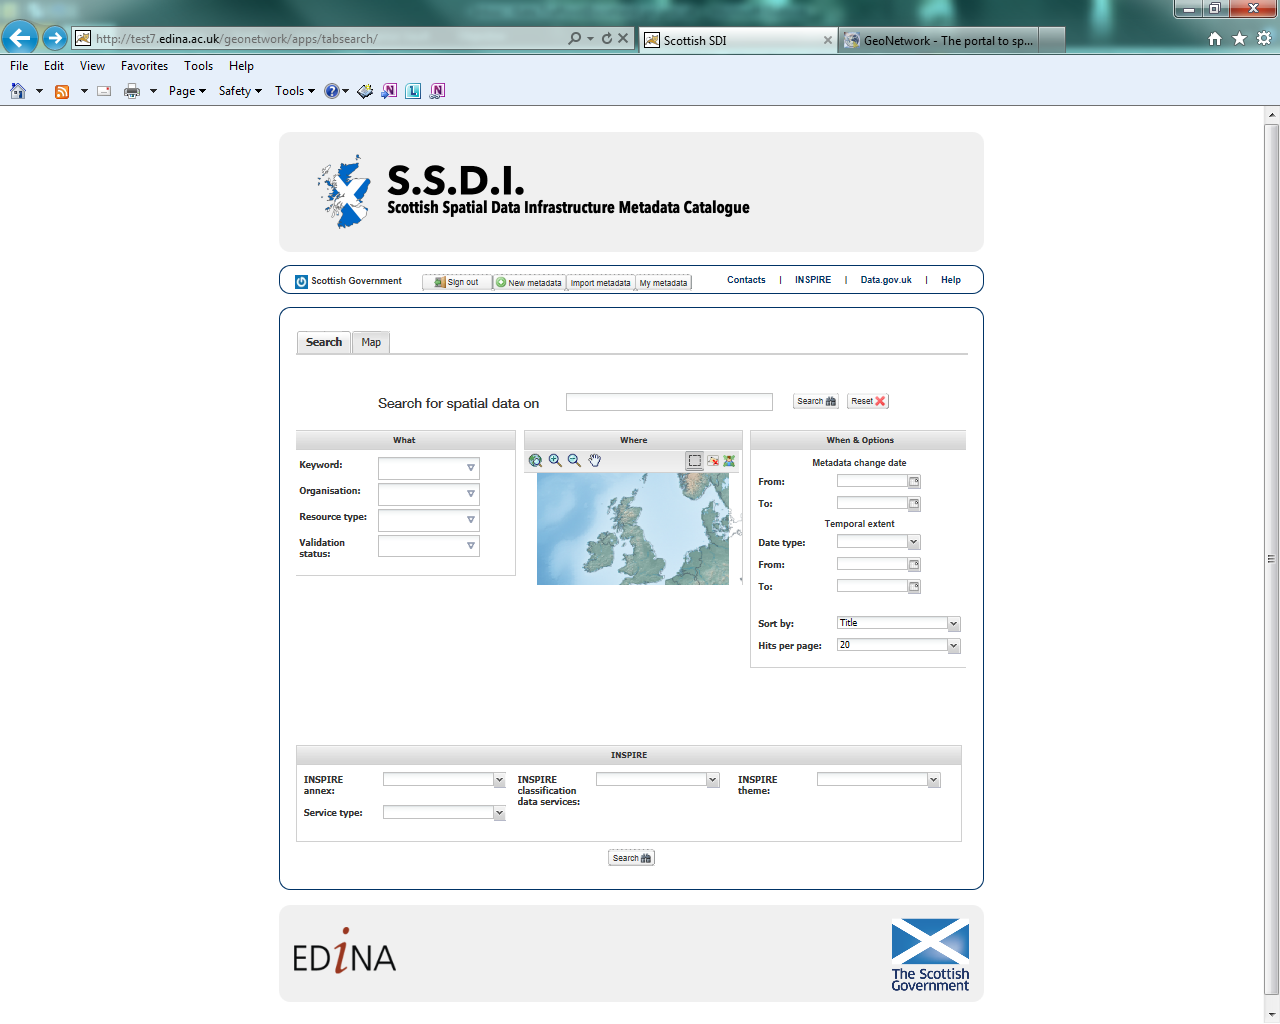 http://test7.edina.ac.uk/geonetwork/apps/tabsearch/
Scottish SDI
GeoNetwork - The portal to sp...
File Edit View Favorites Tools Help
Page Safety Tools
S.S.D.I.
Scottish Spatial Data Infrastructure Metadata Catalogue
Scottish Government Sign out New metadata Import metadata My metadata Contacts | INSPIRE | Data.gov.uk | Help
Search Map
Search for spatial data on Search Reset
What Where When & Options
Keyword:
Organisation:
Resource type:
Validation
status:
Metadata change date
From:
To:
Temporal extent
Date type:
From:
To:
Sort by: Title
Hits per page: 20
INSPIRE
INSPIRE
annex:
INSPIRE
classification
data services:
INSPIRE
theme:
Service type:
Search
EDiNA
The Scottish
Government